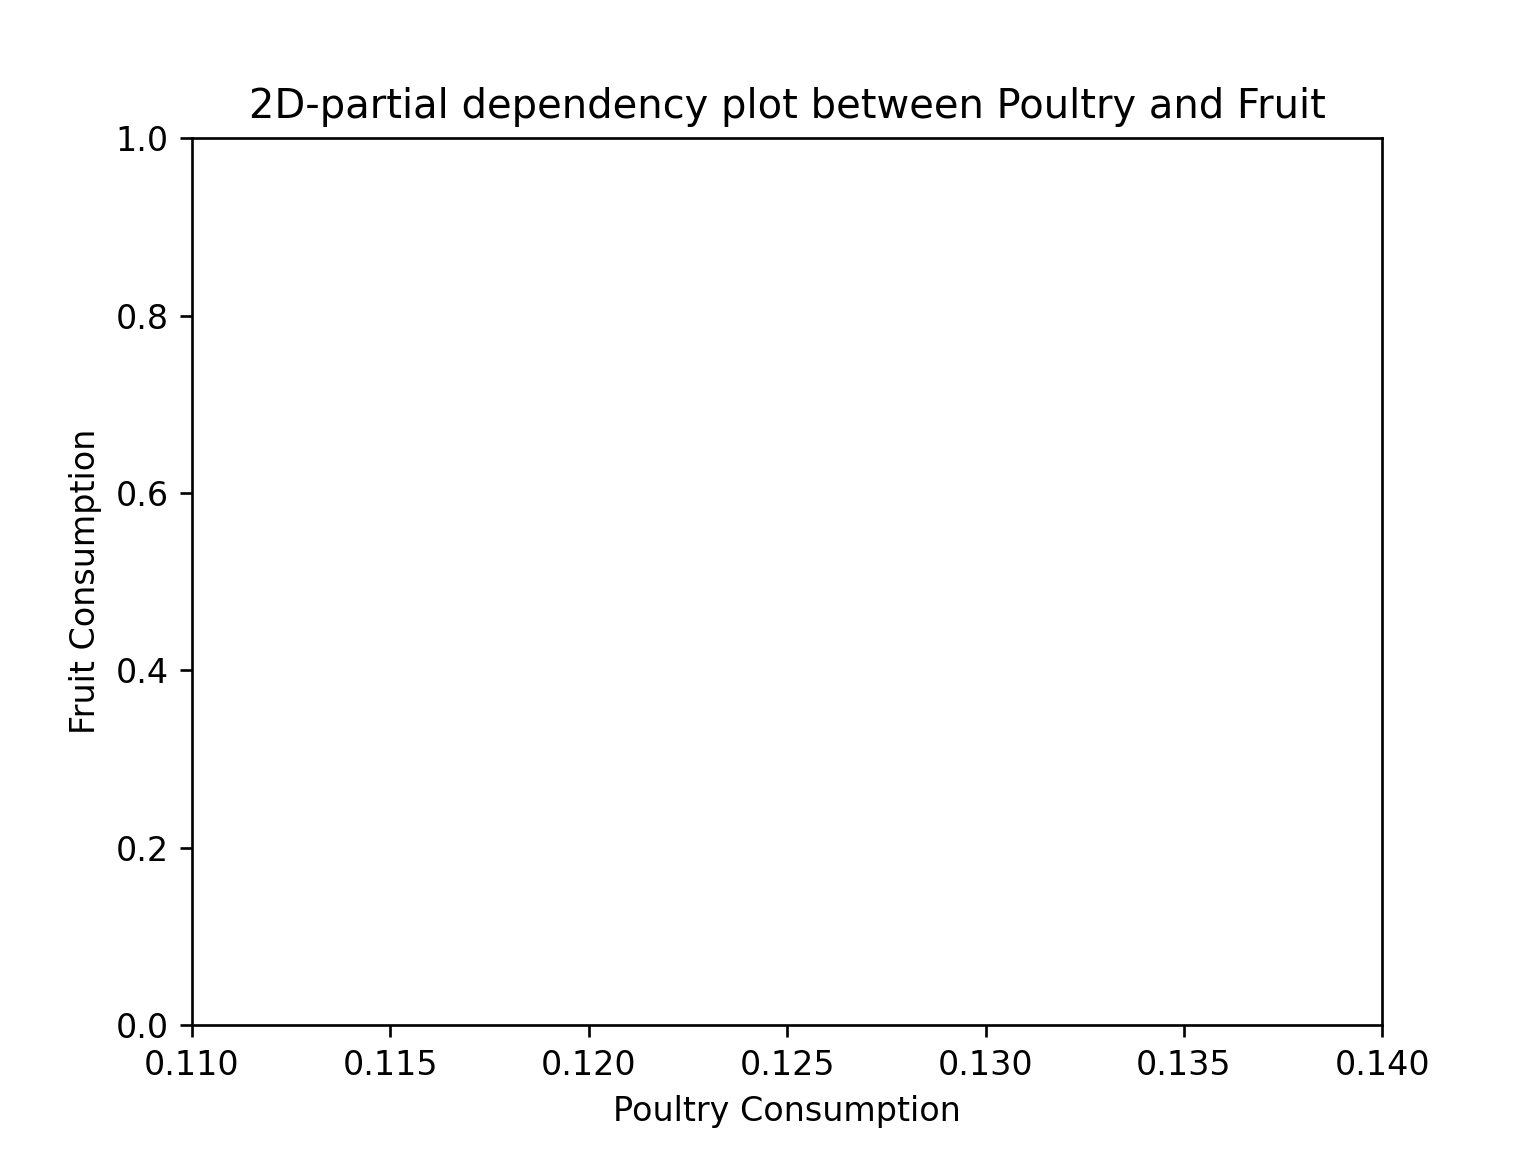 2D-partial dependency plot between Poultry and Fruit
1.0
0.8
0.6
0.4
0.2
0.0
Fruit Consumption
0.110 0.115 0.120 0.125 0.130 0.135 0.140
Poultry Consumption